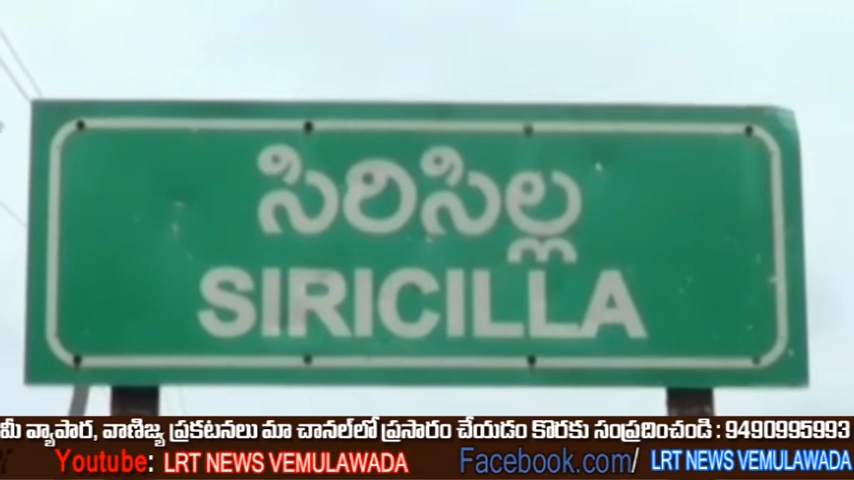 సిరిసిల్ల
SIRICILLA
మీ వ్యాపార, వాణిజ్య ప్రకటనలు మా చానల్‌లో ప్రసారం చేయడం కొరకు సంప్రదించండి : 9490995993
Youtube: LRT NEWS VEMULAWADA Facebook.com/ LRT NEWS VEMULAWADA